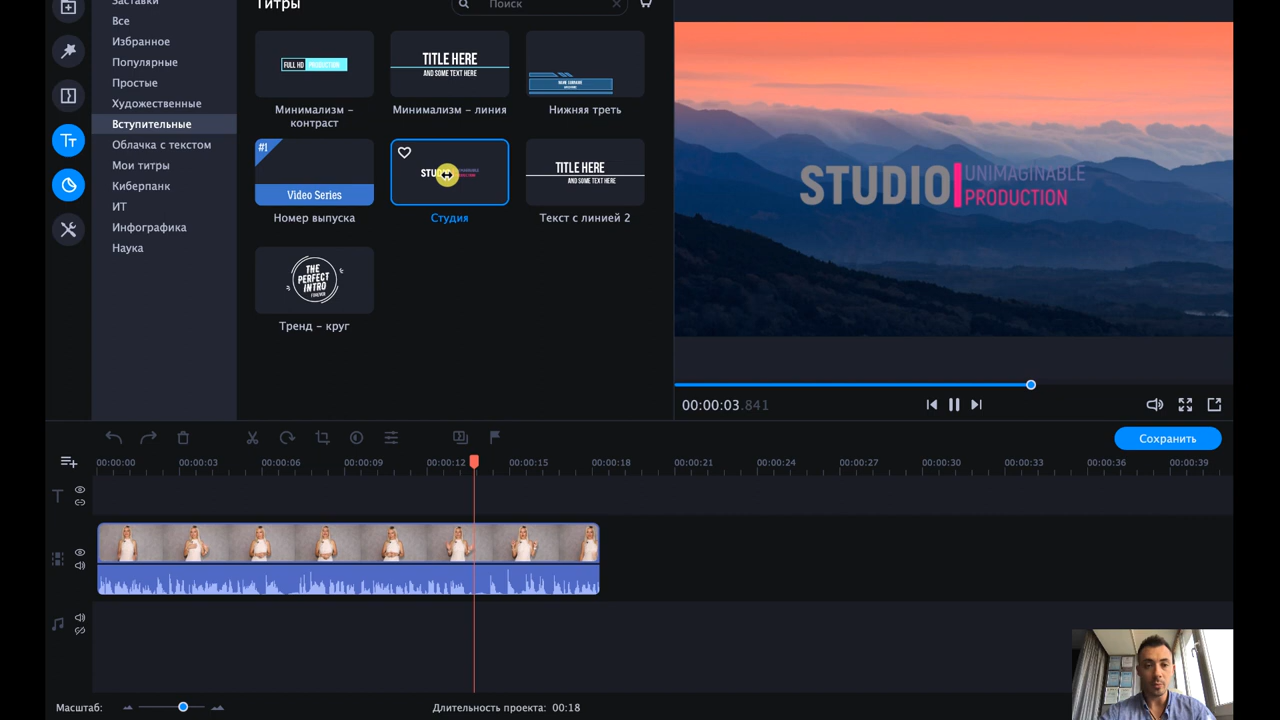 Заставки
Все
Избранное
Популярные
Простые
Художественные
Вступительные
Облачка с текстом
Мои титры
Киберпанк
ИТ
Инфографика
Наука
Титры
Поиск
FULL HD PRODUCTION
Минимализм –
контраст
TITLE HERE
AND SOME TEXT HERE
Минимализм – линия
Нижняя треть
#1
Video Series
Номер выпуска
Студия
TITLE HERE
AND SOME TEXT HERE
Текст с линией 2
THE
PERFECT
INTRO
Тренд – круг
STUDIO
UNIMAGINABLE
PRODUCTION
00:00:03.841
Сохранить
00:00:00 00:00:03 00:00:06 00:00:09 00:00:12 00:00:15 00:00:18 00:00:21 00:00:24 00:00:27 00:00:30 00:00:33 00:00:36 00:00:39
Масштаб:
Длительность проекта: 00:18